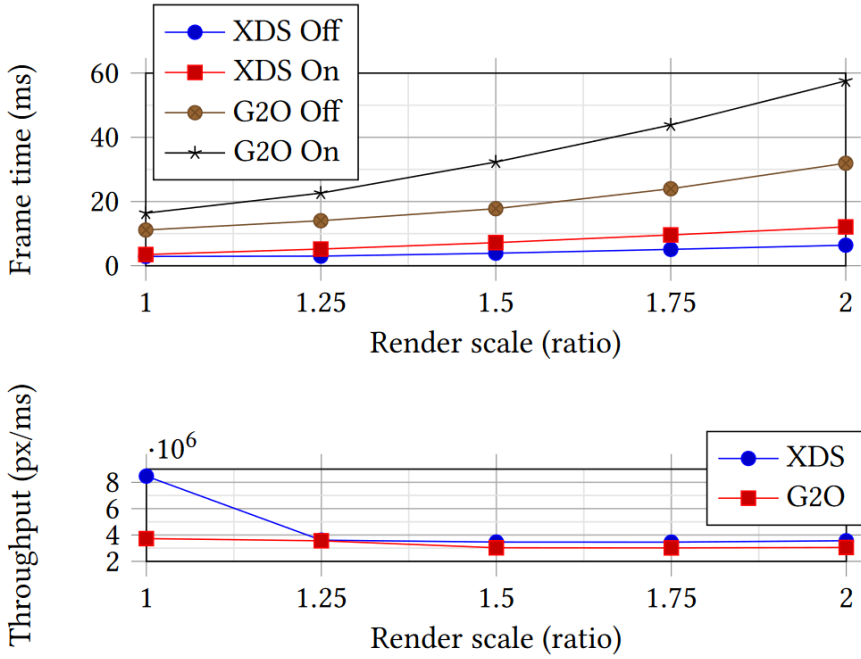 XDS Off
XDS On
G2O Off
G2O On
Frame time (ms)
60
40
20
0
1 1.25 1.5 1.75 2
Render scale (ratio)
Throughput (px/ms)
·10⁶
XDS
G2O
8
6
4
2
1 1.25 1.5 1.75 2
Render scale (ratio)